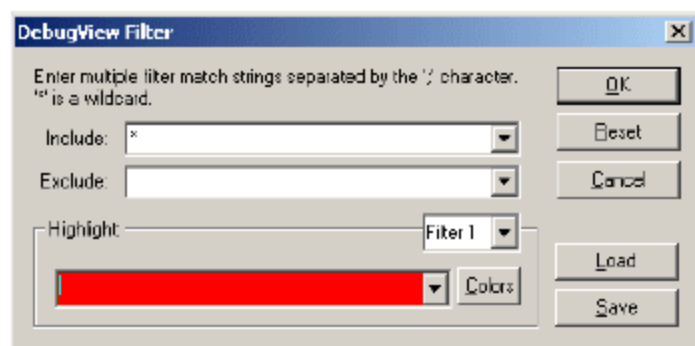 DebugView Filter
Enter multiple filter match strings separated by the ';' character.
'*' is a wildcard.
OK
Include: *
Reset
Exclude:
Cancel
Highlight:
Filter 1
Colors
Load
Save